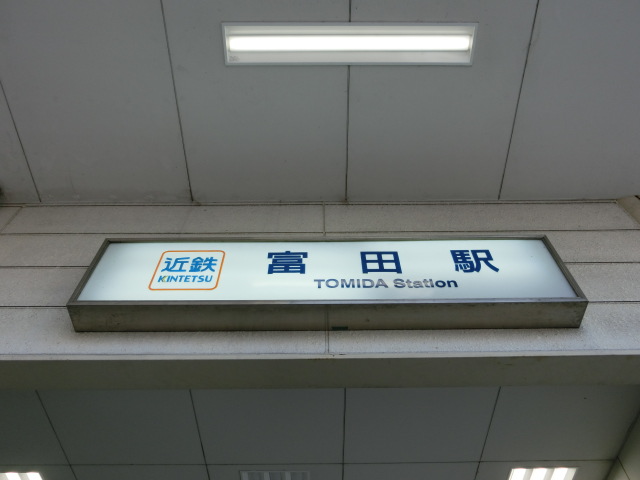 近鉄
KINTETSU
富田駅
TOMIDA Station